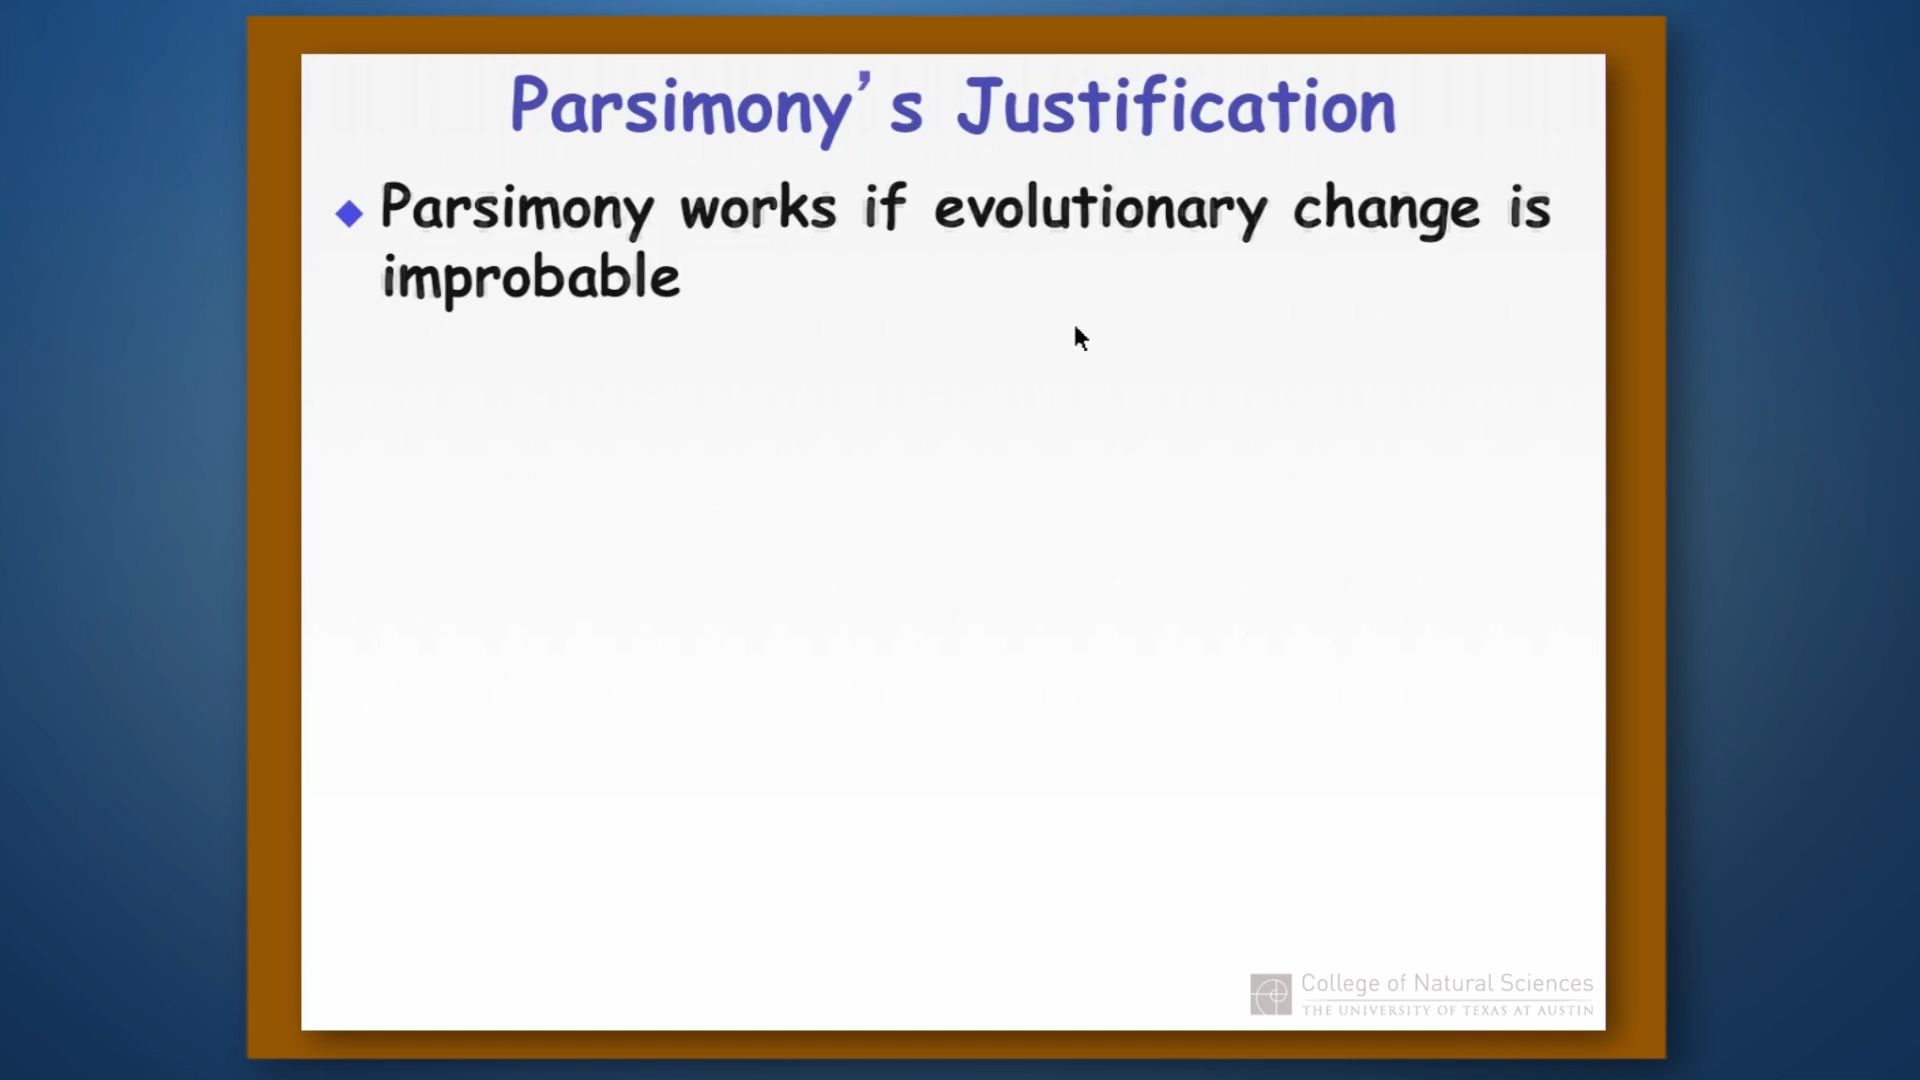 Parsimony’s Justification
Parsimony works if evolutionary change is
improbable
College of Natural Sciences
THE UNIVERSITY OF TEXAS AT AUSTIN